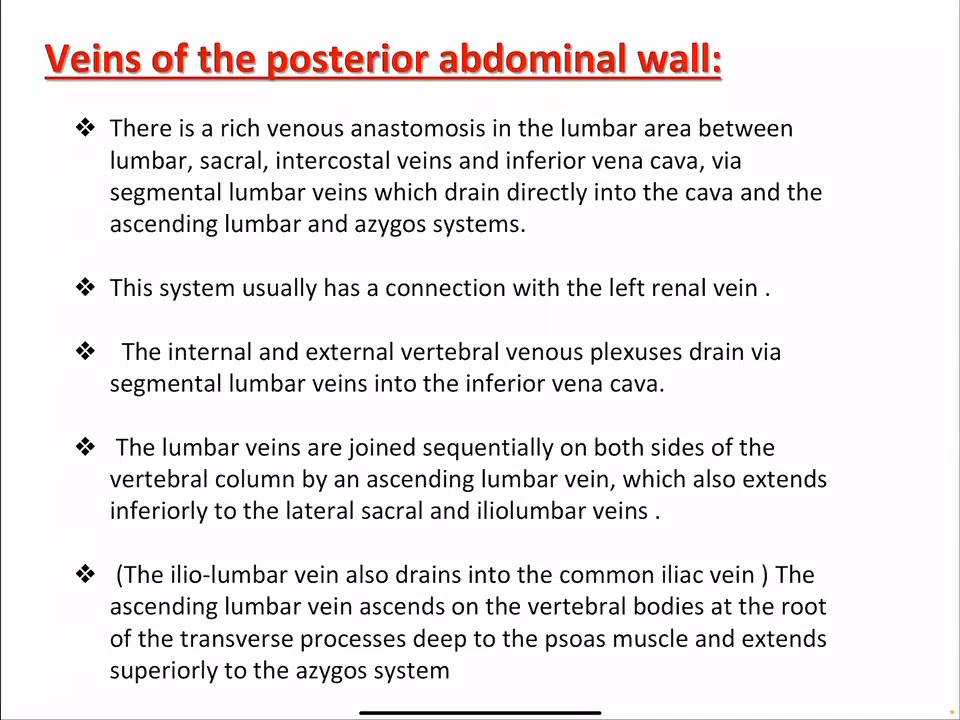 Veins of the posterior abdominal wall:
❖ There is a rich venous anastomosis in the lumbar area between
lumbar, sacral, intercostal veins and inferior vena cava, via
segmental lumbar veins which drain directly into the cava and the
ascending lumbar and azygos systems.
❖ This system usually has a connection with the left renal vein .
❖ The internal and external vertebral venous plexuses drain via
segmental lumbar veins into the inferior vena cava.
❖ The lumbar veins are joined sequentially on both sides of the
vertebral column by an ascending lumbar vein, which also extends
inferiorly to the lateral sacral and iliolumbar veins .
❖ (The ilio-lumbar vein also drains into the common iliac vein ) The
ascending lumbar vein ascends on the vertebral bodies at the root
of the transverse processes deep to the psoas muscle and extends
superiorly to the azygos system